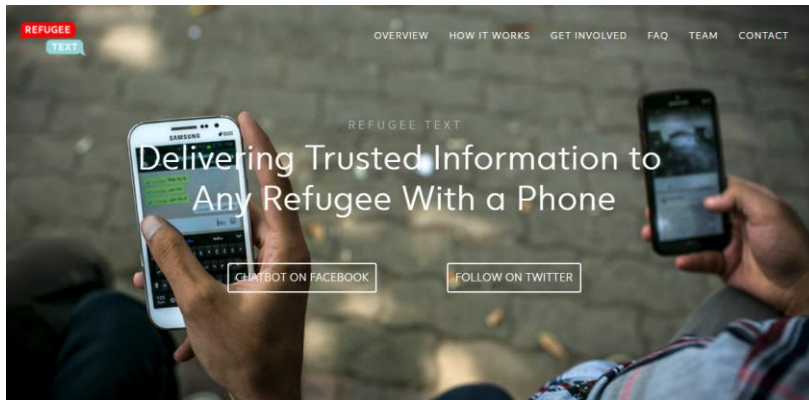 REFUGEE
TEXT
OVERVIEW HOW IT WORKS GET INVOLVED FAQ TEAM CONTACT
REFUGEE TEXT
SAMSUNG
Delivering Trusted Information to
Any Refugee With a Phone
CHATBOT ON FACEBOOK FOLLOW ON TWITTER